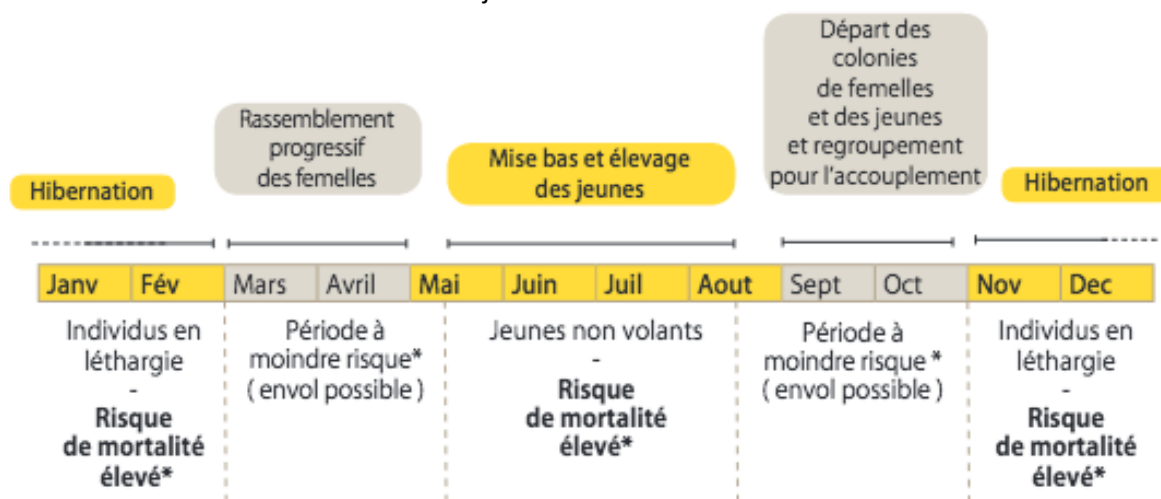 Hibernation
Rassemblement
progressif
des femelles
Mise bas et élevage
des jeunes
Départ des
colonies
de femelles
et des jeunes
et regroupement
pour l'accouplement
Hibernation
Janv Fév Mars Avril Mai Juin Juil Aout Sept Oct Nov Dec
Individus en
léthargie
-
Risque
de mortalité
élevé*
Période à
moindre risque*
( envol possible )
Jeunes non volants
-
Risque
de mortalité
élevé*
Période à
moindre risque *
( envol possible )
Individus en
léthargie
-
Risque
de mortalité
élevé*